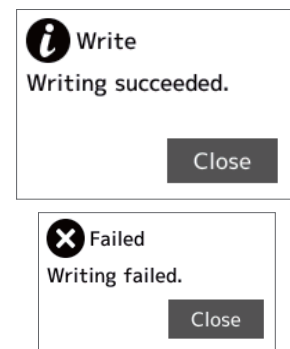 Write
Writing succeeded.
Close
Failed
Writing failed.
Close